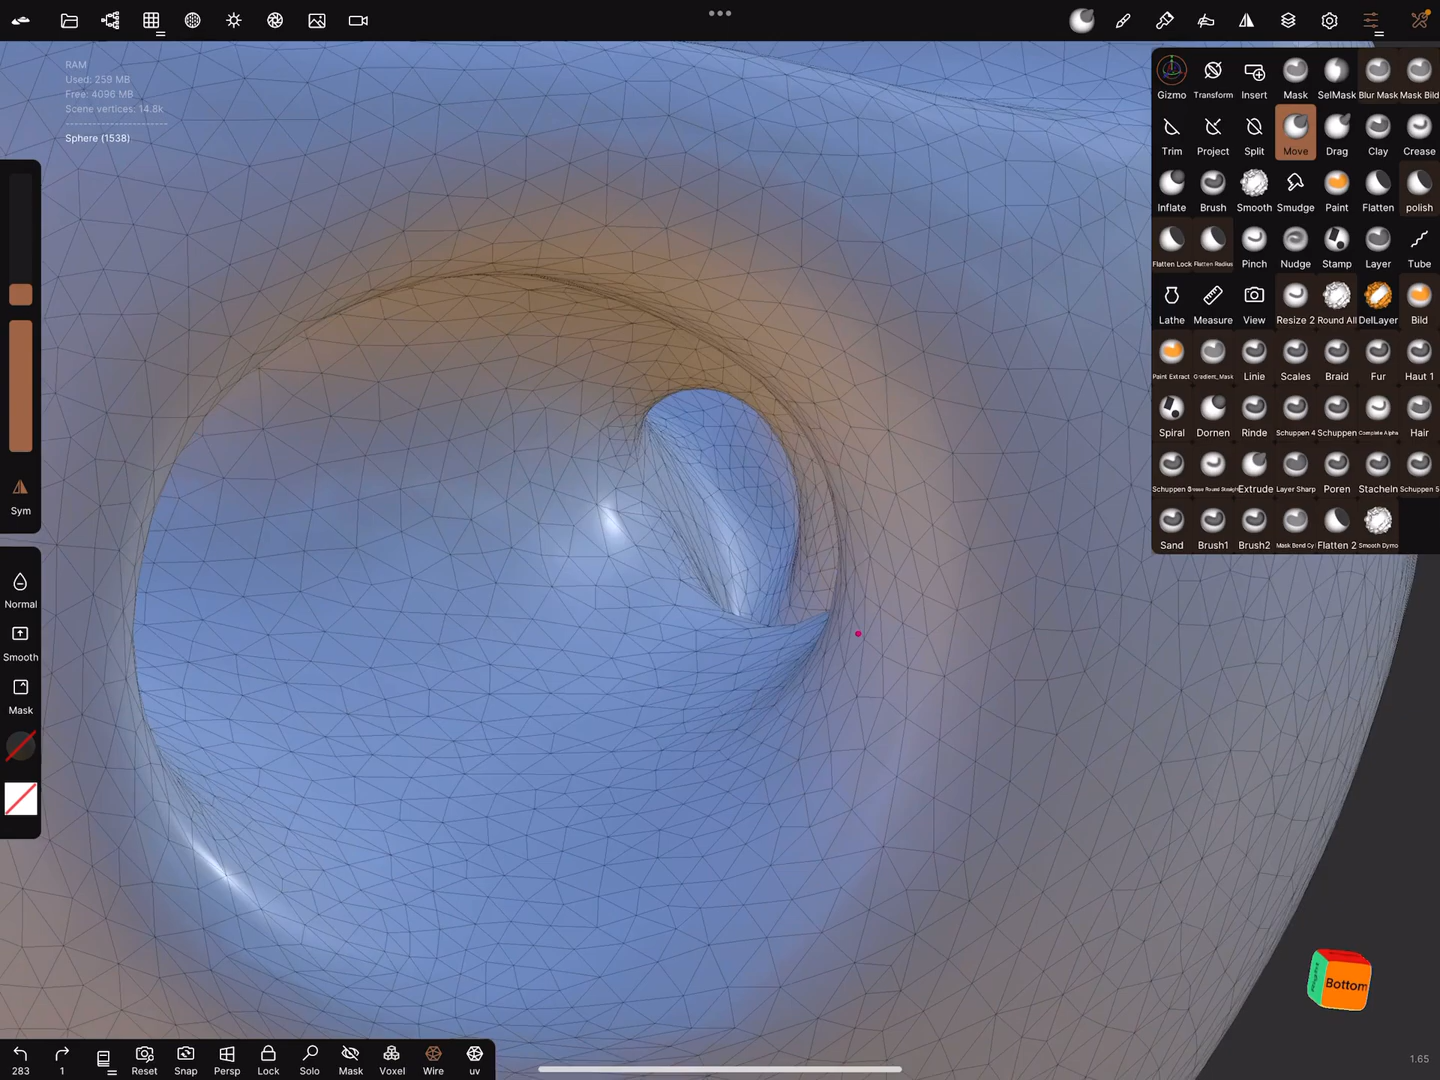 RAM
Used: 259 MB
Free: 4096 MB
Scene vertices: 14.8k
Sphere (1538)
Gizmo Transform Insert Mask SelMask Blur Mask Mask Bild
Trim Project Split Move Drag Clay Crease
Inflate Brush Smooth Smudge Paint Flatten polish
Flatten Lock Flatten Radius Pinch Nudge Stamp Layer Tube
Lathe Measure View Resize 2 Round All DelLayer Bild
Paint Extract Gradient_Mask Linie Scales Braid Fur Haut 1
Spiral Dornen Rinde Schuppen 4 Schuppen Complete Alpha Hair
Schuppen Extrude Layer Sharp Poren Stacheln Schuppen 5
Sand Brush1 Brush2 Mask Bend Cy Flatten 2 Smooth Dymo
Sym
Normal
Smooth
Mask
Bottom
1.65
283 1 Reset Snap Persp Lock Solo Mask Voxel Wire uv